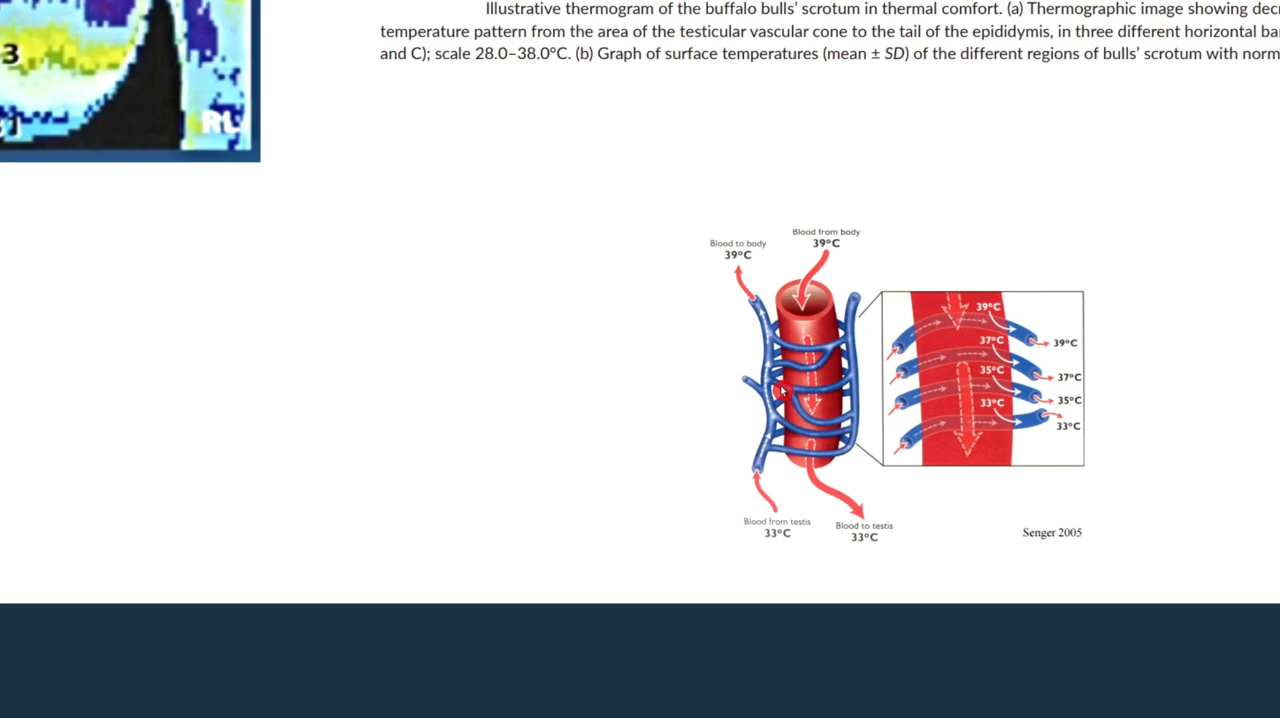 Illustrative thermogram of the buffalo bulls' scrotum in thermal comfort. (a) Thermographic image showing
temperature pattern from the area of the testicular vascular cone to the tail of the epididymis, in three different horizontal
and C); scale 28.0–38.0°C. (b) Graph of surface temperatures (mean ± SD) of the different regions of bulls' scrotum with
3
RL
Blood from body
39°C
Blood to body
39°C
39°C
39°C
37°C
37°C
35°C
35°C
33°C
33°C
Blood from testis
33°C
Blood to testis
33°C
Senger 2005